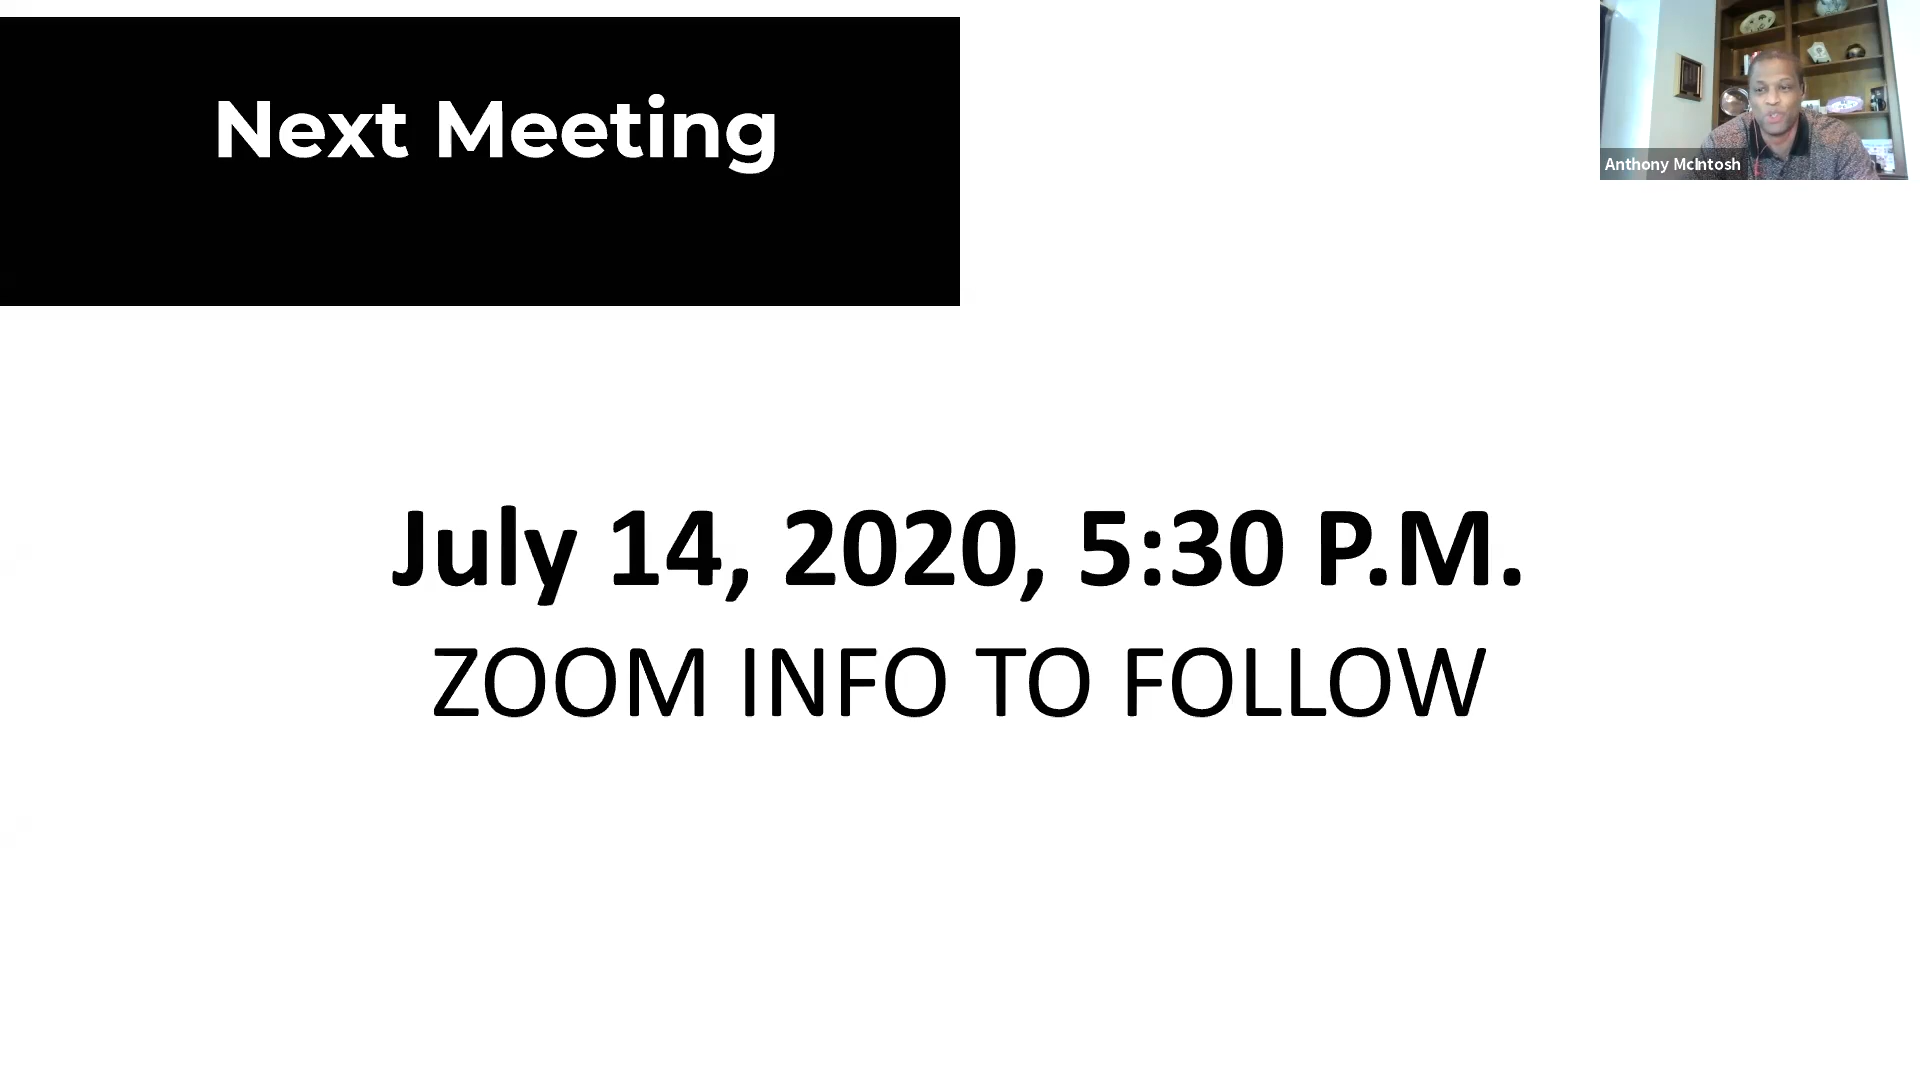 Next Meeting
Anthony McIntosh
July 14, 2020, 5:30 P.M.
ZOOM INFO TO FOLLOW